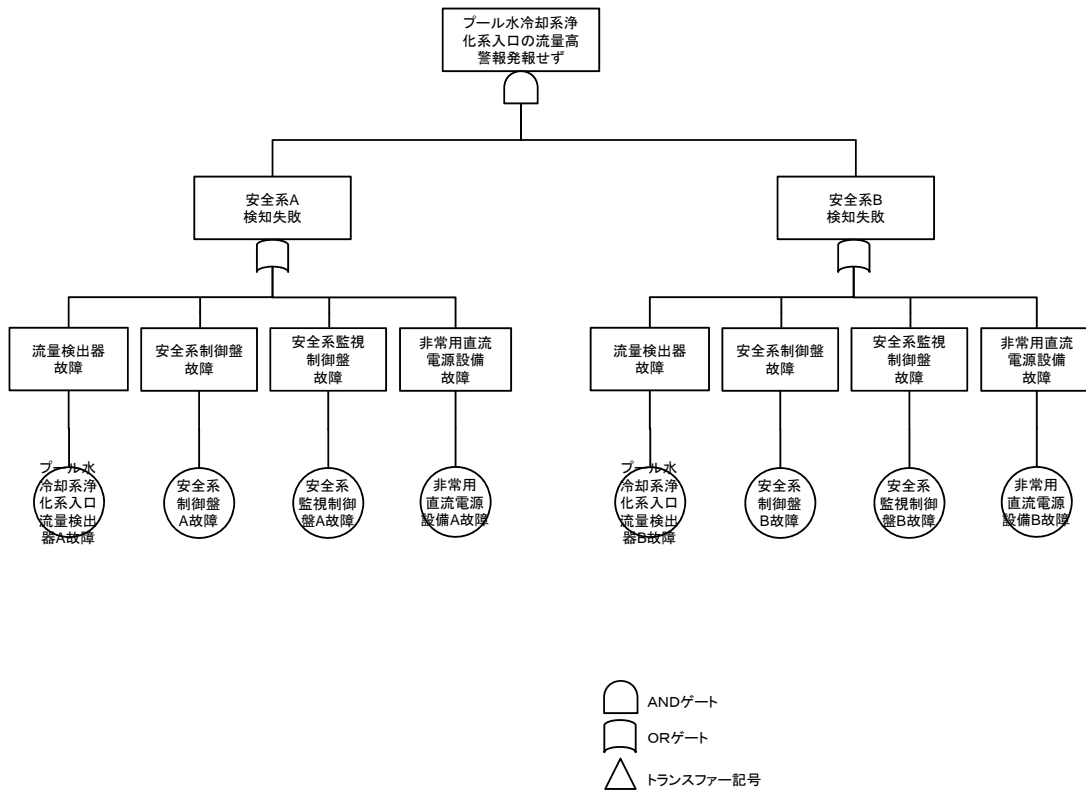 プール水冷却系浄
化系入口の流量高
警報発報せず
安全系A
検知失敗
安全系B
検知失敗
流量検出器
故障
安全系制御盤
故障
安全系監視
制御盤
故障
非常用直流
電源設備
故障
流量検出器
故障
安全系制御盤
故障
安全系監視
制御盤
故障
非常用直流
電源設備
故障
プール水
冷却系浄
化系入口
流量検出
器A故障
安全系
制御盤
A故障
安全系
監視制御
盤A故障
非常用
直流電源
設備A故障
プール水
冷却系浄
化系入口
流量検出
器B故障
安全系
制御盤
B故障
安全系
監視制御
盤B故障
非常用
直流電源
設備B故障
ANDゲート
ORゲート
トランスファー記号